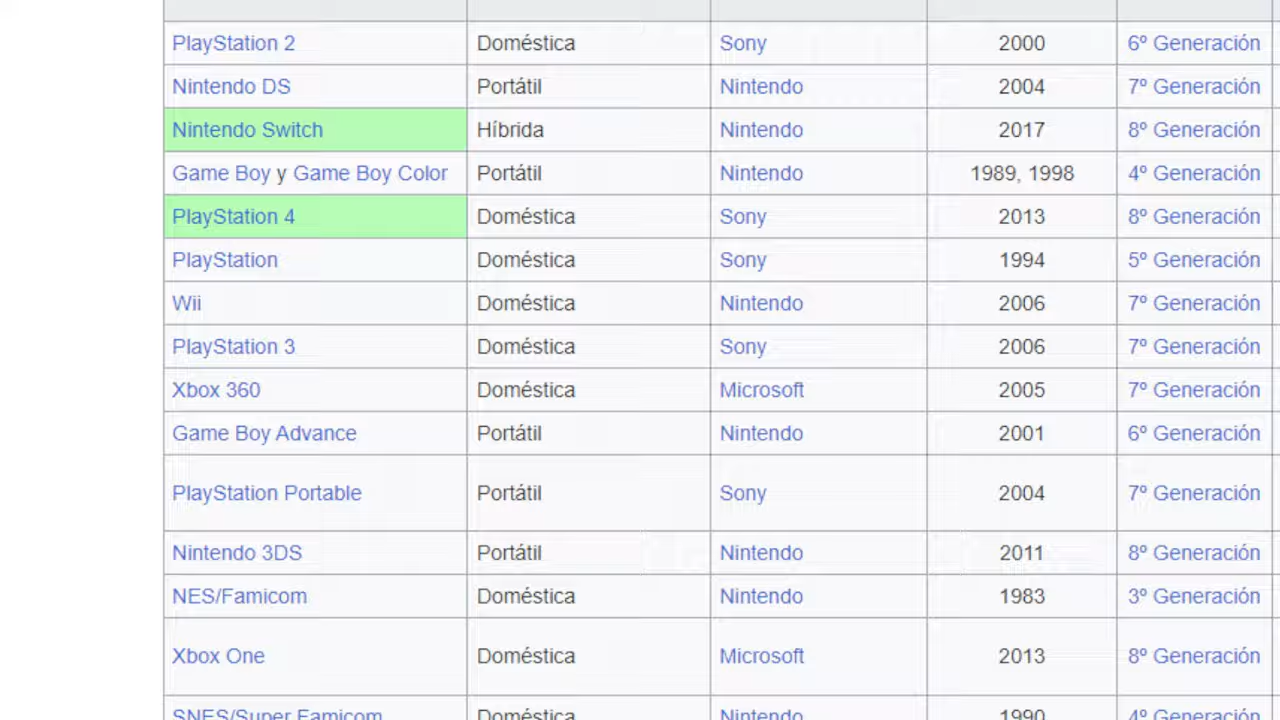 PlayStation 2 Doméstica Sony 2000 6º Generación
Nintendo DS Portátil Nintendo 2004 7º Generación
Nintendo Switch Híbrida Nintendo 2017 8º Generación
Game Boy y Game Boy Color Portátil Nintendo 1989, 1998 4º Generación
PlayStation 4 Doméstica Sony 2013 8º Generación
PlayStation Doméstica Sony 1994 5º Generación
Wii Doméstica Nintendo 2006 7º Generación
PlayStation 3 Doméstica Sony 2006 7º Generación
Xbox 360 Doméstica Microsoft 2005 7º Generación
Game Boy Advance Portátil Nintendo 2001 6º Generación
PlayStation Portable Portátil Sony 2004 7º Generación
Nintendo 3DS Portátil Nintendo 2011 8º Generación
NES/Famicom Doméstica Nintendo 1983 3º Generación
Xbox One Doméstica Microsoft 2013 8º Generación
SNES/Super Famicom Doméstica Nintendo 1990 4º Generación